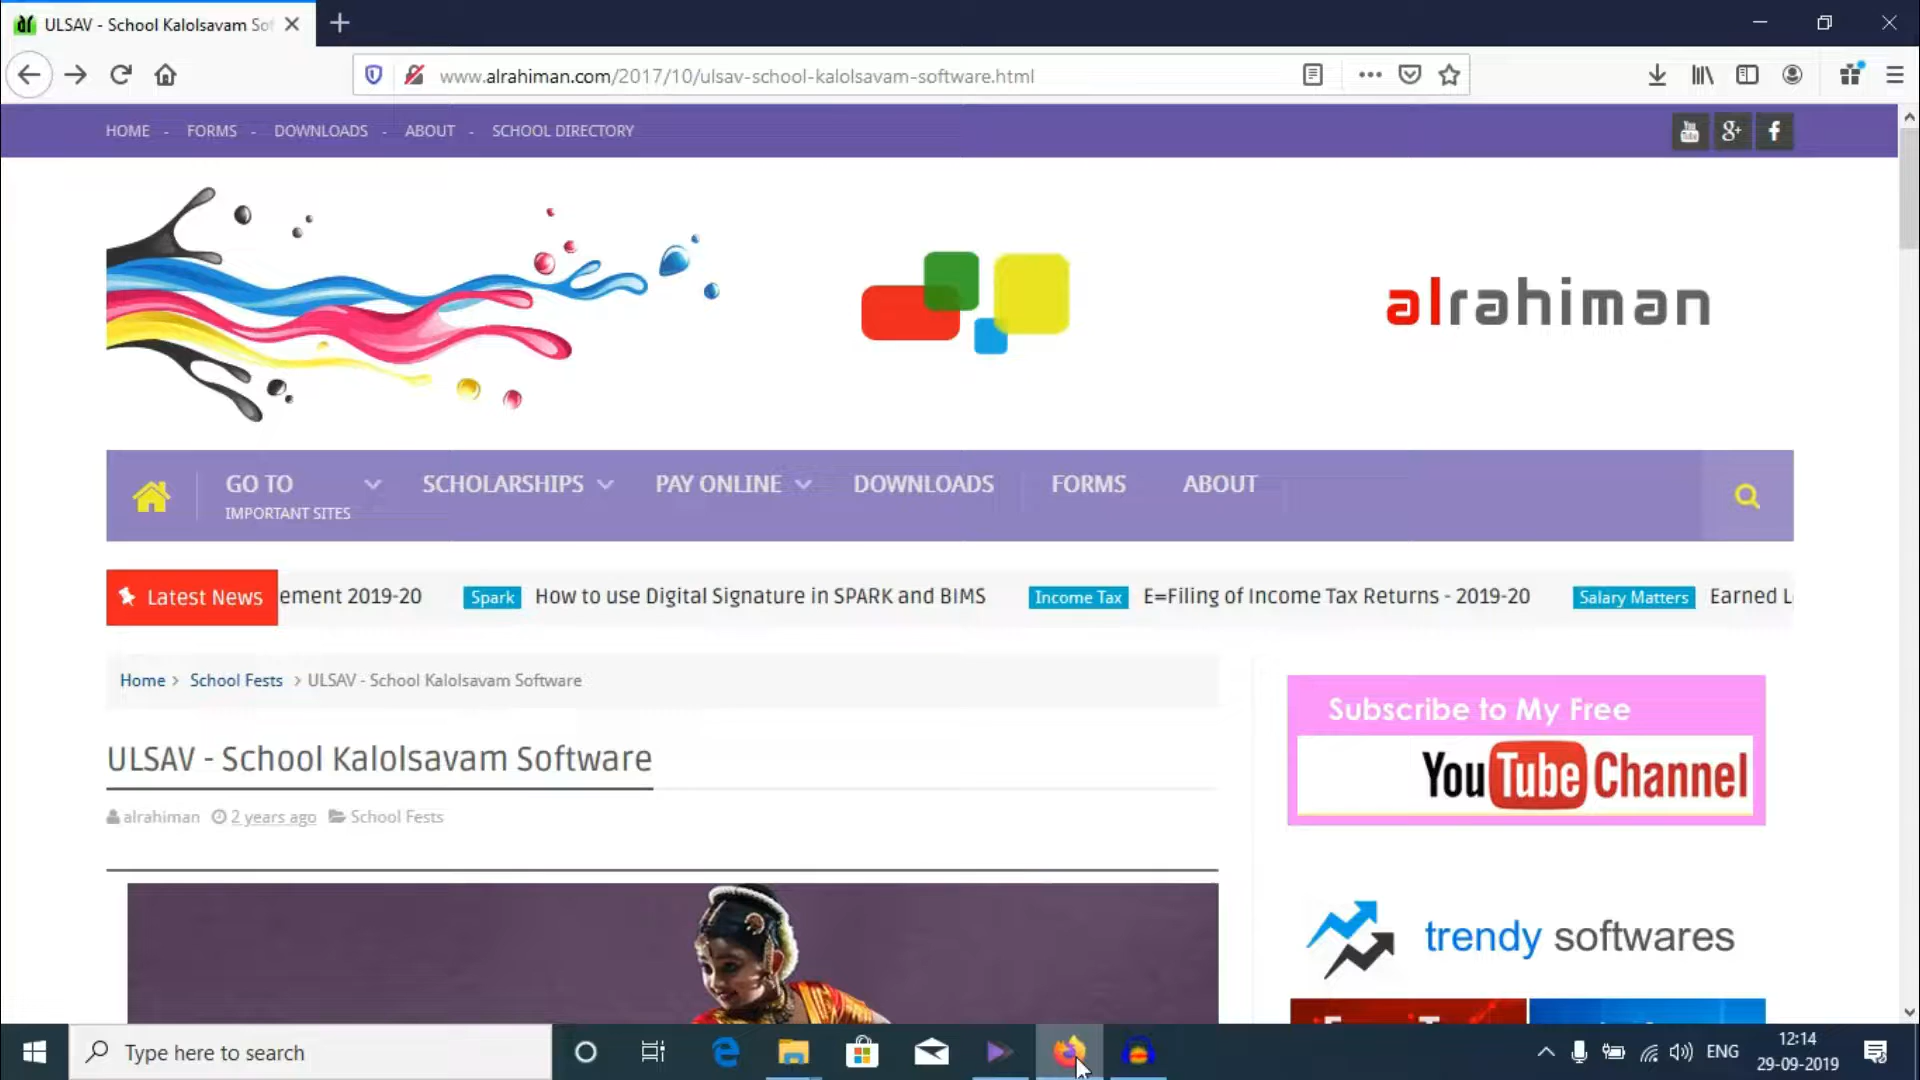 ULSAV - School Kalolsavam Sof
www.alrahiman.com/2017/10/ulsav-school-kalolsavam-software.html
HOME - FORMS - DOWNLOADS - ABOUT - SCHOOL DIRECTORY
You Tube g+ f
alrahiman
GO TO SCHOLARSHIPS PAY ONLINE DOWNLOADS FORMS ABOUT
IMPORTANT SITES
Latest News ement 2019-20 Spark How to use Digital Signature in SPARK and BIMS Income Tax E=Filing of Income Tax Returns - 2019-20 Salary Matters Earned L
Home > School Fests > ULSAV - School Kalolsavam Software
Subscribe to My Free
YouTube Channel
ULSAV - School Kalolsavam Software
alrahiman 2 years ago School Fests
trendy softwares
Type here to search
ENG
12:14
29-09-2019